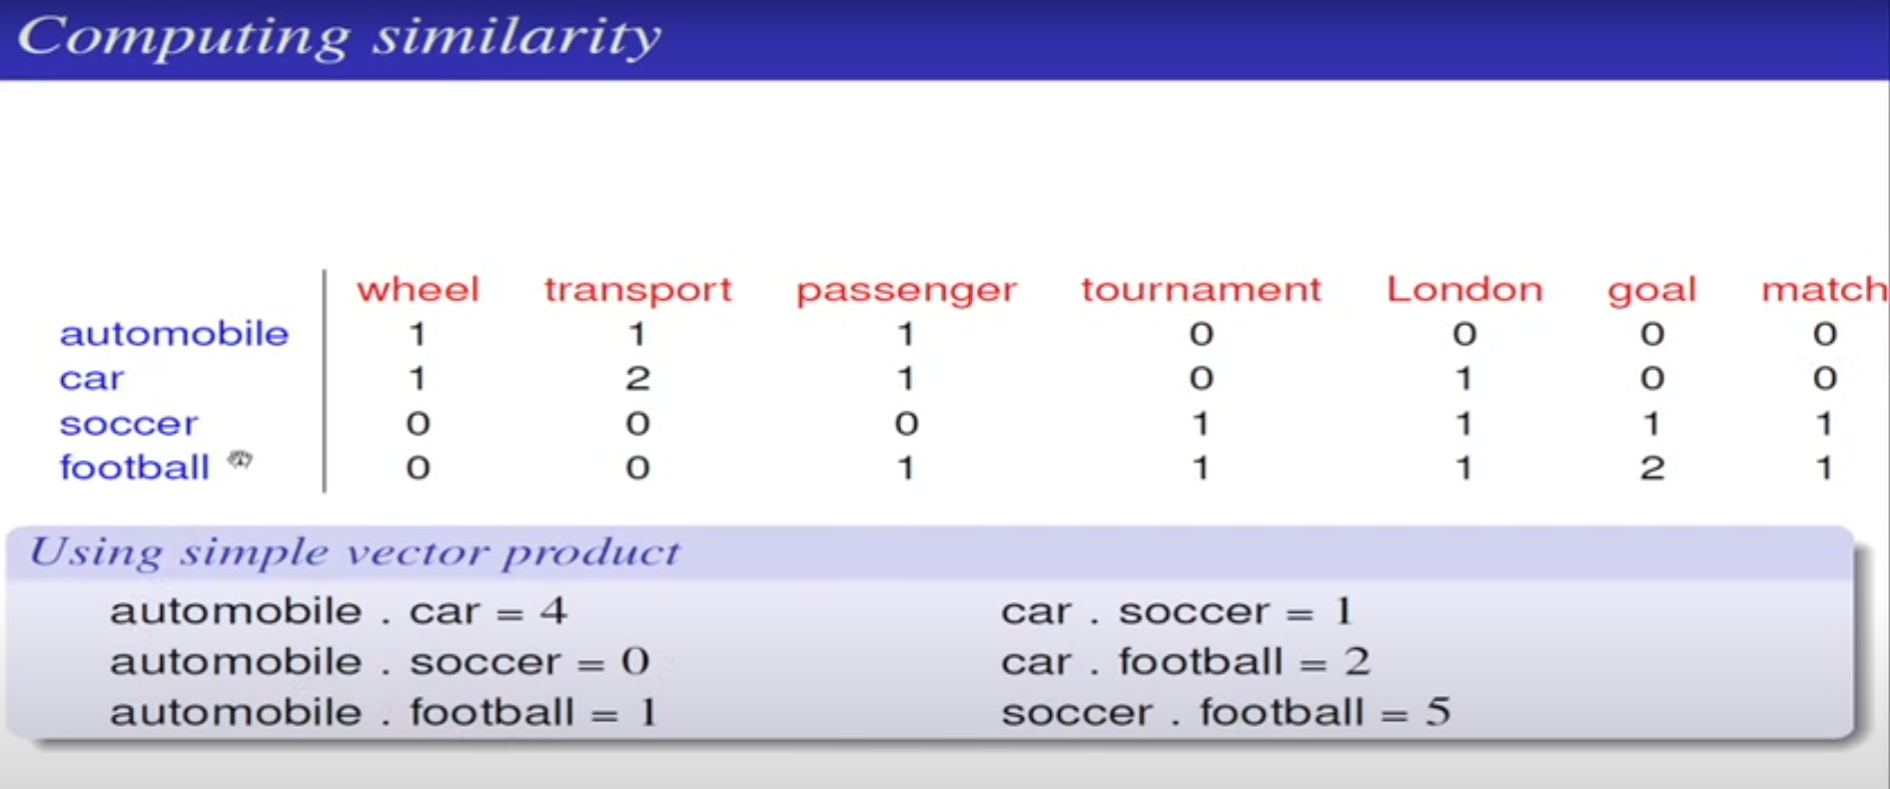 Computing similarity
wheel transport passenger tournament London goal match
automobile 1 1 1 0 0 0 0
car 1 2 1 0 1 0 0
soccer 0 0 0 1 1 1 1
football 0 0 1 1 1 2 1
Using simple vector product
automobile . car = 4 car . soccer = 1
automobile . soccer = 0 car . football = 2
automobile . football = 1 soccer . football = 5